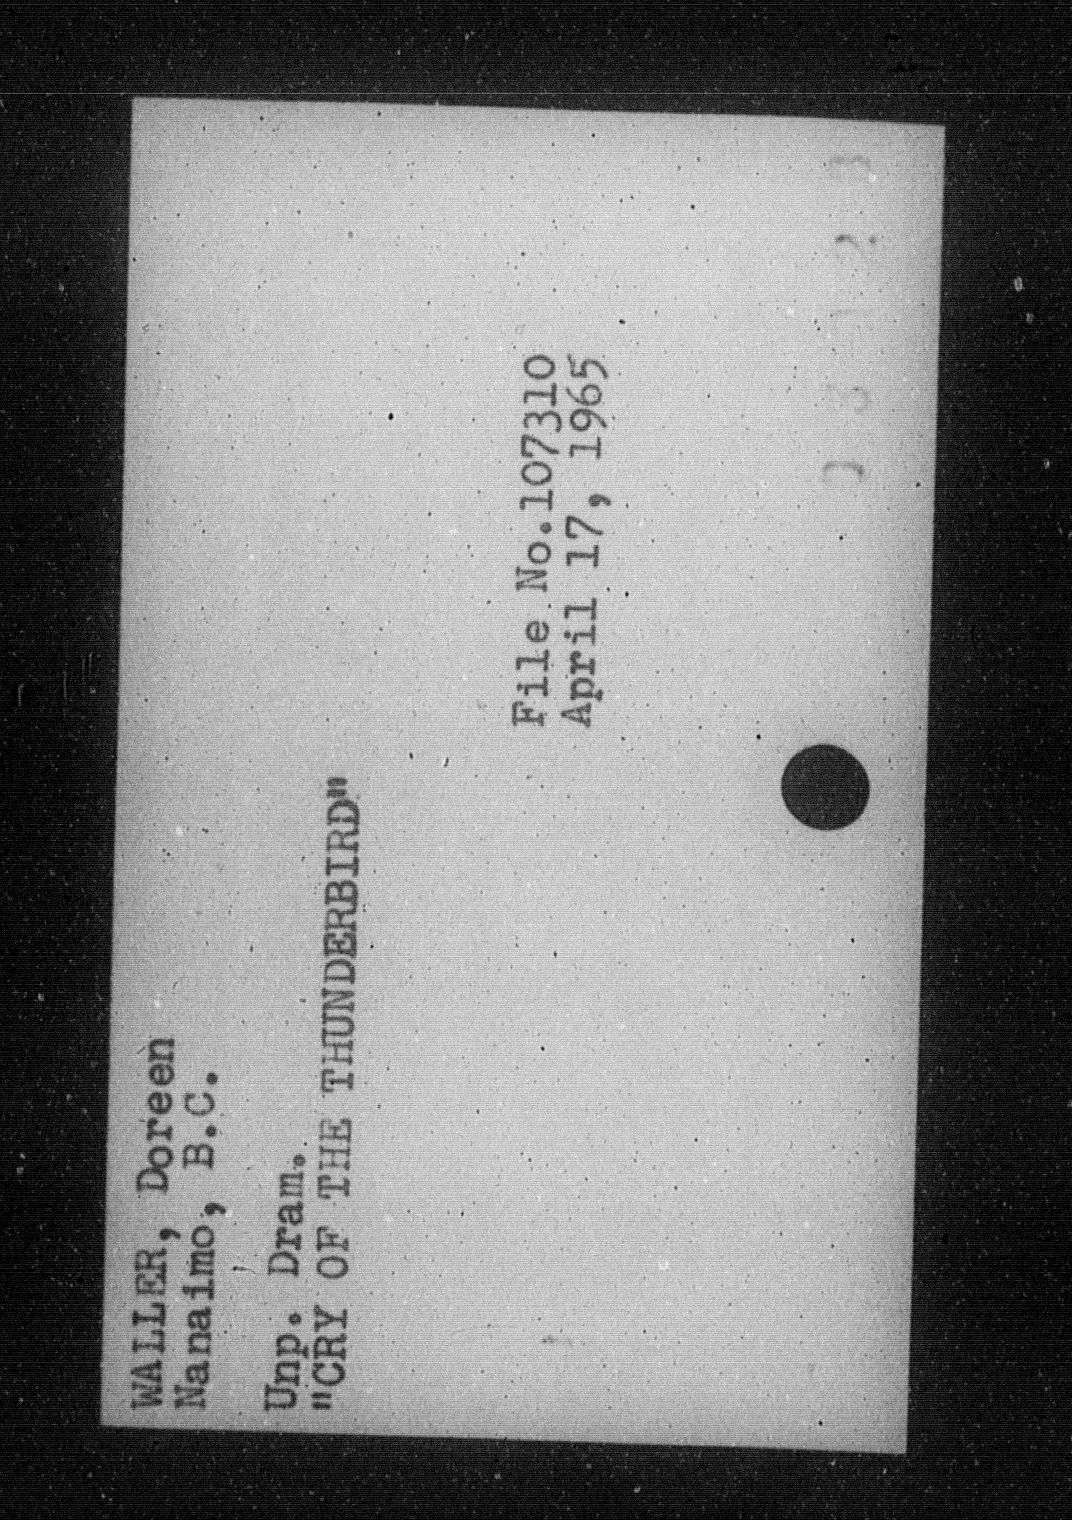 WALLER, Doreen
Nanaimo, B.C.
Unp. Dram.
"CRY OF THE THUNDERBIRD"
File No.107310
April 17, 1965